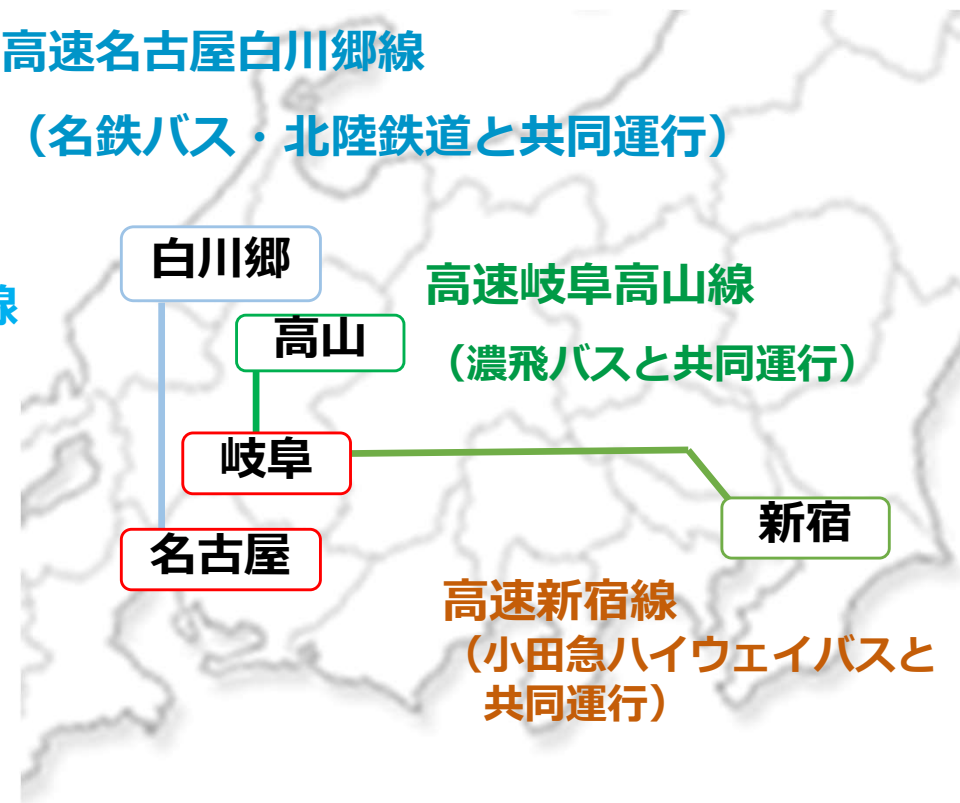 高速名古屋白川郷線
（名鉄バス・北陸鉄道と共同運行）
白川郷
線
高速岐阜高山線
高山
（濃飛バスと共同運行）
岐阜
新宿
名古屋
高速新宿線
（小田急ハイウェイバスと
共同運行）